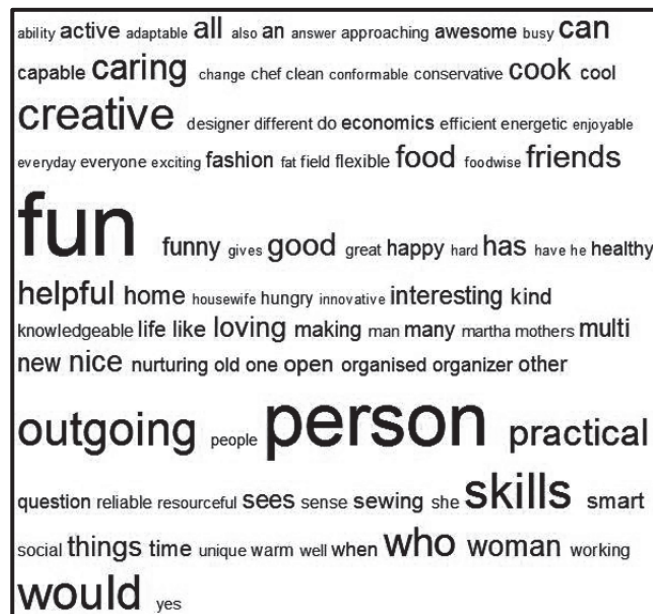 ability active adaptable all also an answer approaching awesome busy can
capable caring change chef clean conformable conservative cook cool
creative designer different do economics efficient energetic enjoyable
everyday everyone exciting fashion fat field flexible food foodwise friends
fun funny gives good great happy hard has have he healthy
helpful home housewife hungry innovative interesting kind
knowledgeable life like loving making man many martha mothers multi
new nice nurturing old one open organised organizer other
outgoing people person practical
question reliable resourceful sees sense sewing she skills smart
social things time unique warm well when who woman working
would yes